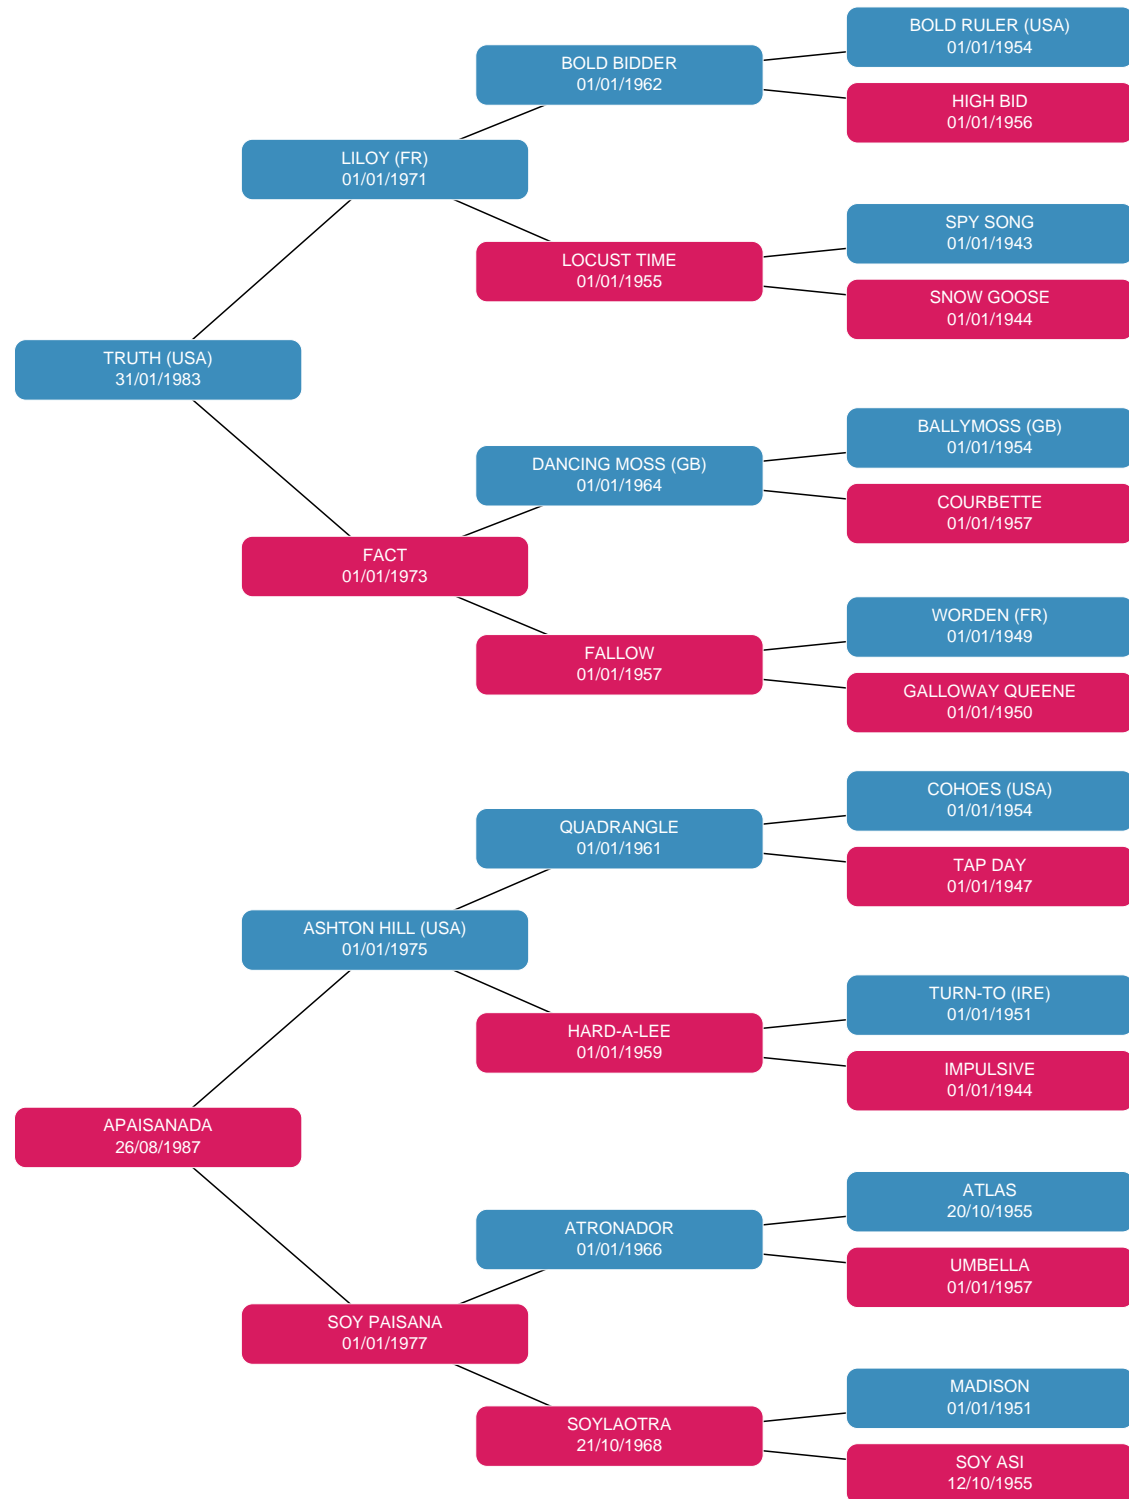 BOLD RULER (USA)
01/01/1954
BOLD BIDDER
01/01/1962
HIGH BID
01/01/1956
LILOY (FR)
01/01/1971
SPY SONG
01/01/1943
LOCUST TIME
01/01/1955
SNOW GOOSE
01/01/1944
TRUTH (USA)
31/01/1983
BALLYMOSS (GB)
01/01/1954
DANCING MOSS (GB)
01/01/1964
COURBETTE
01/01/1957
FACT
01/01/1973
WORDEN (FR)
01/01/1949
FALLOW
01/01/1957
GALLOWAY QUEENE
01/01/1950
COHOES (USA)
01/01/1954
QUADRANGLE
01/01/1961
TAP DAY
01/01/1947
ASHTON HILL (USA)
01/01/1975
TURN-TO (IRE)
01/01/1951
HARD-A-LEE
01/01/1959
IMPULSIVE
01/01/1944
APAISANADA
26/08/1987
ATLAS
20/10/1955
ATRONADOR
01/01/1966
UMBELLA
01/01/1957
SOY PAISANA
01/01/1977
MADISON
01/01/1951
SOYLAOTRA
21/10/1968
SOY ASI
12/10/1955